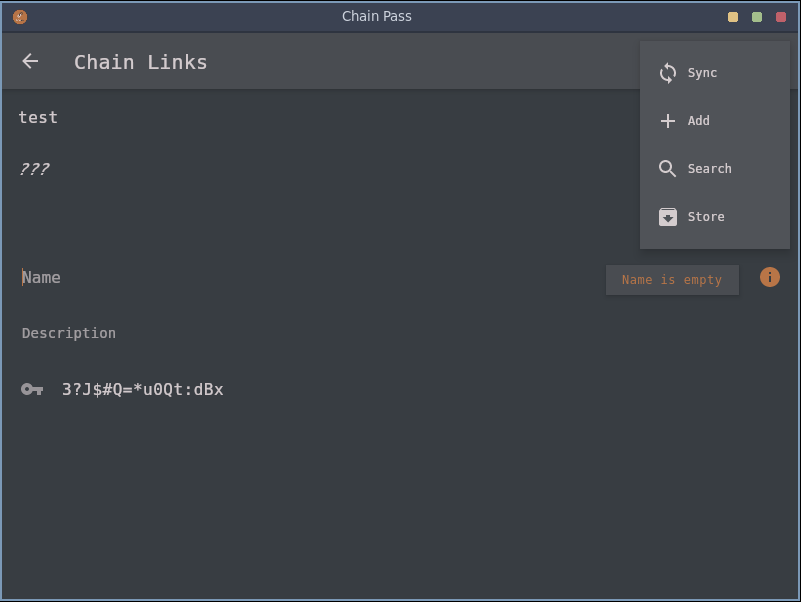 Chain Pass
Chain Links
Sync
test
Add
???
Search
Store
Name
Name is empty
Description
3?J$#Q=*u0Qt:dBx